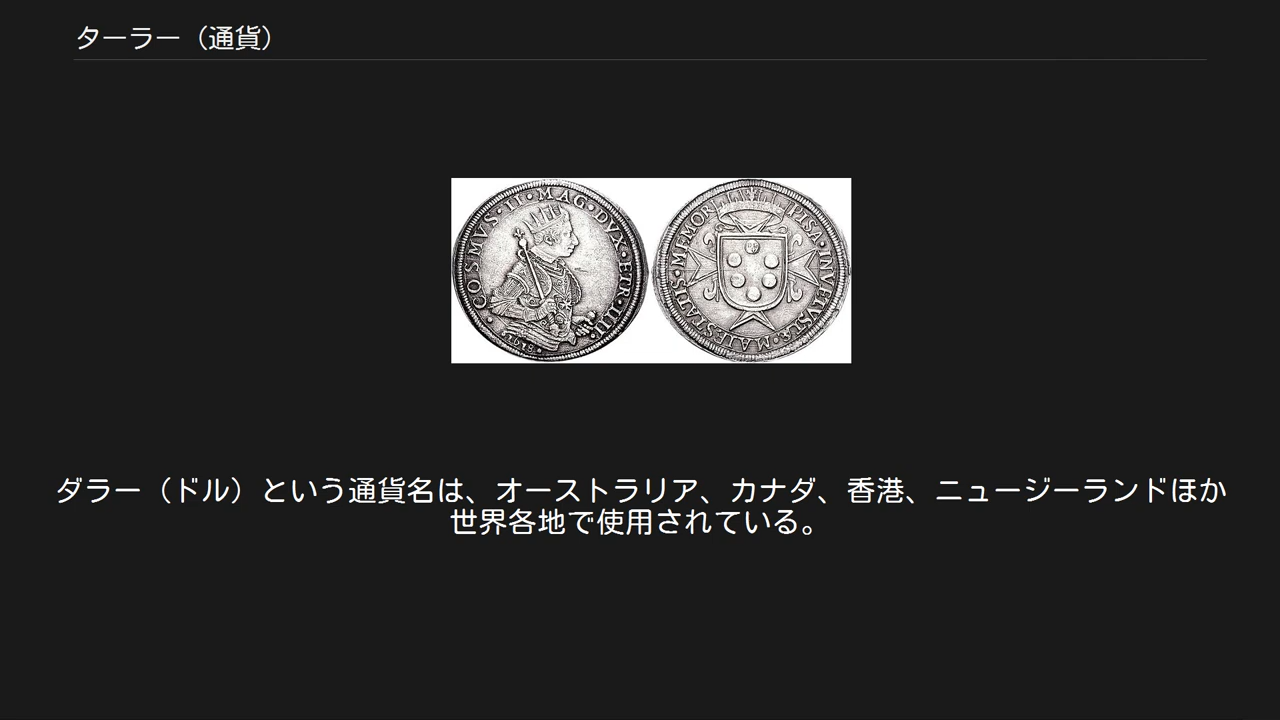 ターラー（通貨）
COSMVS·II·MAG·DVX·ETR·IIII·
1618
MAIESTATIS·MEMOR
PISA·INVETVSTÆ
ダラー（ドル）という通貨名は、オーストラリア、カナダ、香港、ニュージーランドほか
世界各地で使用されている。